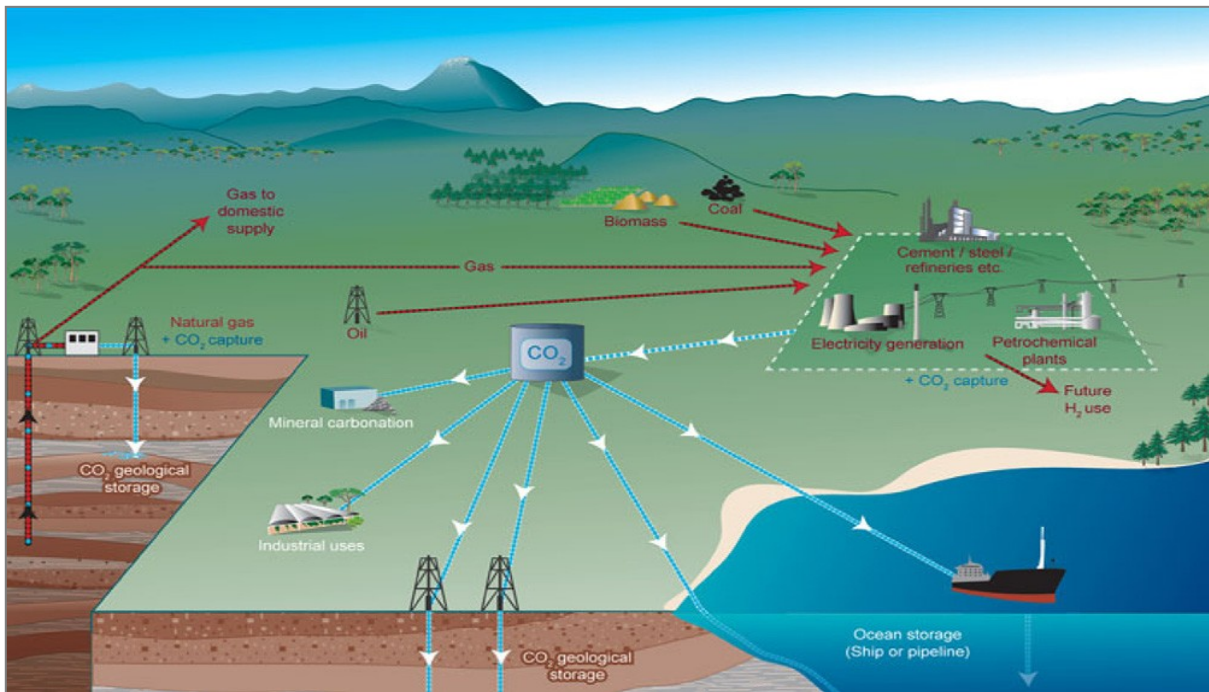 Gas to
domestic
supply
Biomass
Coal
Cement / steel /
refineries etc.
Gas
Natural gas
+ CO₂ capture
Oil
CO₂
Electricity generation
Petrochemical
plants
+ CO₂ capture
Future
H₂ use
Mineral carbonation
CO₂ geological
storage
Industrial uses
Ocean storage
(Ship or pipeline)
CO₂ geological
storage